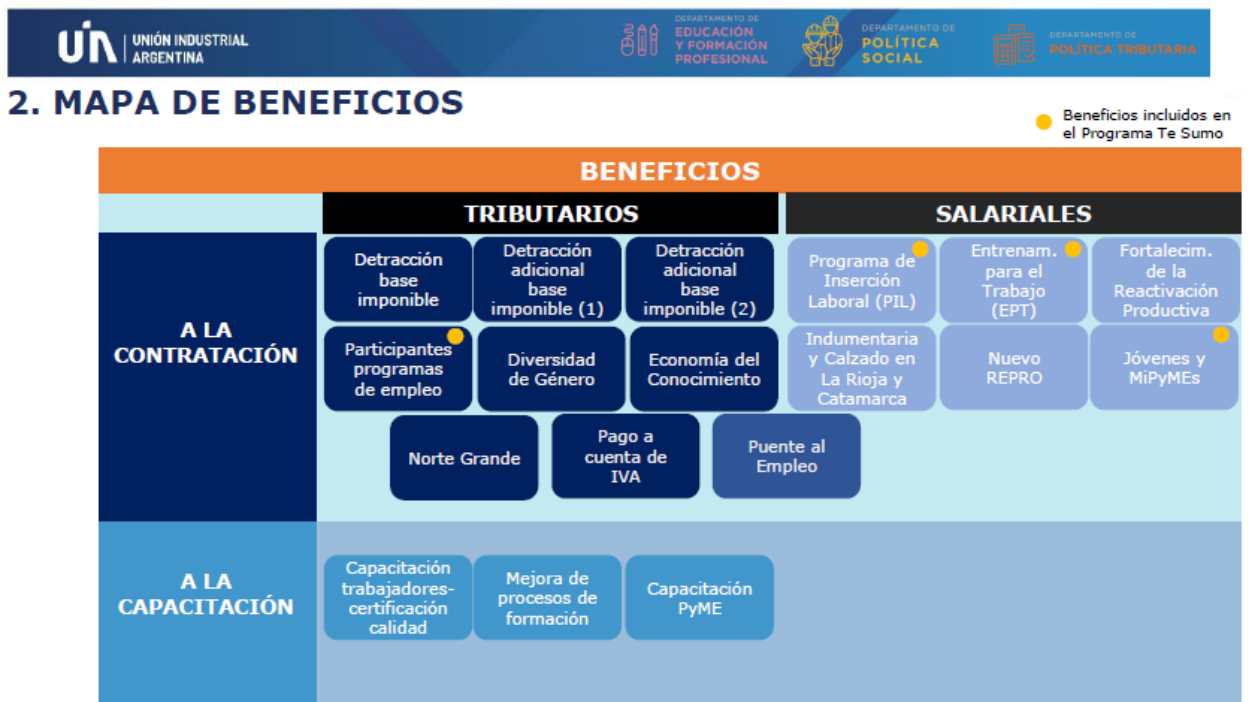 UIA
UNIÓN INDUSTRIAL
ARGENTINA
DEPARTAMENTO DE
EDUCACIÓN
Y FORMACIÓN
PROFESIONAL
DEPARTAMENTO DE
POLÍTICA
SOCIAL
DEPARTAMENTO DE
POLÍTICA TRIBUTARIA
2. MAPA DE BENEFICIOS
Beneficios incluidos en
el Programa Te Sumo
BENEFICIOS
TRIBUTARIOS
SALARIALES
A LA
CONTRATACIÓN
Detracción
base
imponible
Detracción
adicional
base
imponible (1)
Detracción
adicional
base
imponible (2)
Programa de
Inserción
Laboral (PIL)
Entrenam.
para el
Trabajo
(EPT)
Fortalecim.
de la
Reactivación
Productiva
Participantes
programas
de empleo
Diversidad
de Género
Economía del
Conocimiento
Indumentaria
y Calzado en
La Rioja y
Catamarca
Nuevo
REPRO
Jóvenes y
MiPyMEs
Norte Grande
Pago a
cuenta de
IVA
Puente al
Empleo
A LA
CAPACITACIÓN
Capacitación
trabajadores-
certificación
calidad
Mejora de
procesos de
formación
Capacitación
PyME